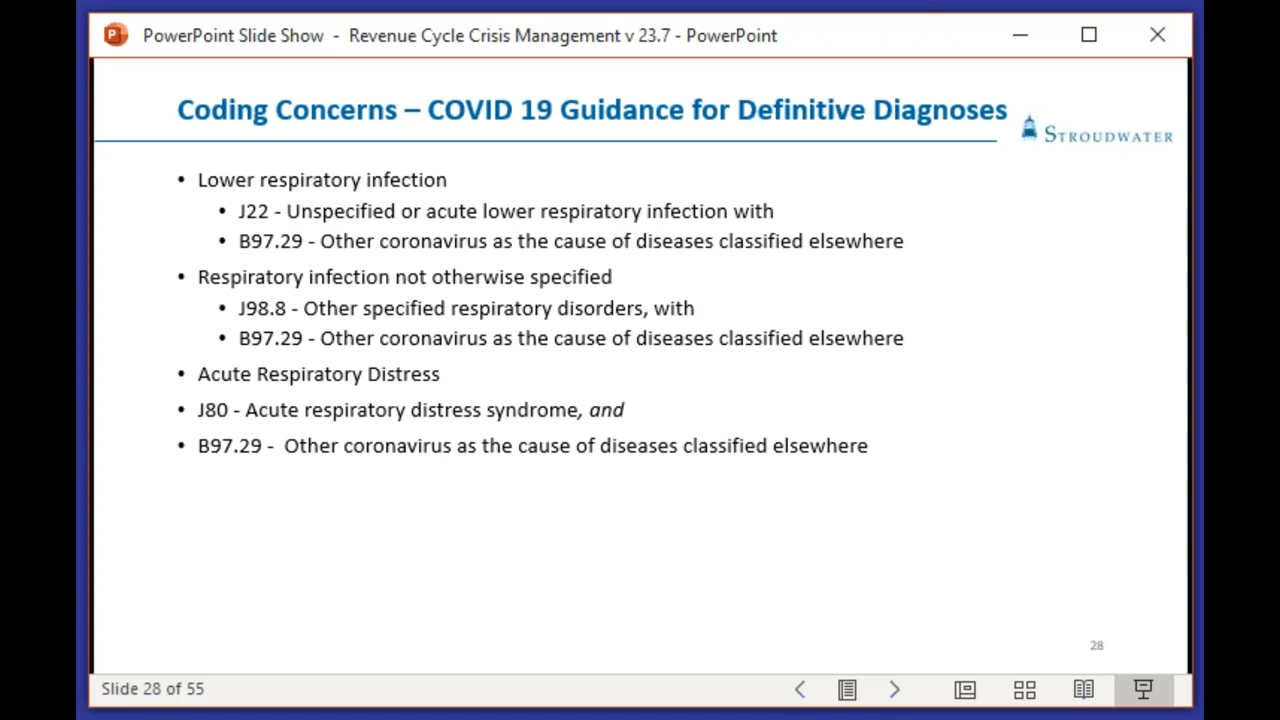 PowerPoint Slide Show - Revenue Cycle Crisis Management v 23.7 - PowerPoint
Coding Concerns – COVID 19 Guidance for Definitive Diagnoses
STROUDWATER
• Lower respiratory infection
• J22 - Unspecified or acute lower respiratory infection with
• B97.29 - Other coronavirus as the cause of diseases classified elsewhere
• Respiratory infection not otherwise specified
• J98.8 - Other specified respiratory disorders, with
• B97.29 - Other coronavirus as the cause of diseases classified elsewhere
• Acute Respiratory Distress
• J80 - Acute respiratory distress syndrome, and
• B97.29 - Other coronavirus as the cause of diseases classified elsewhere
28
Slide 28 of 55